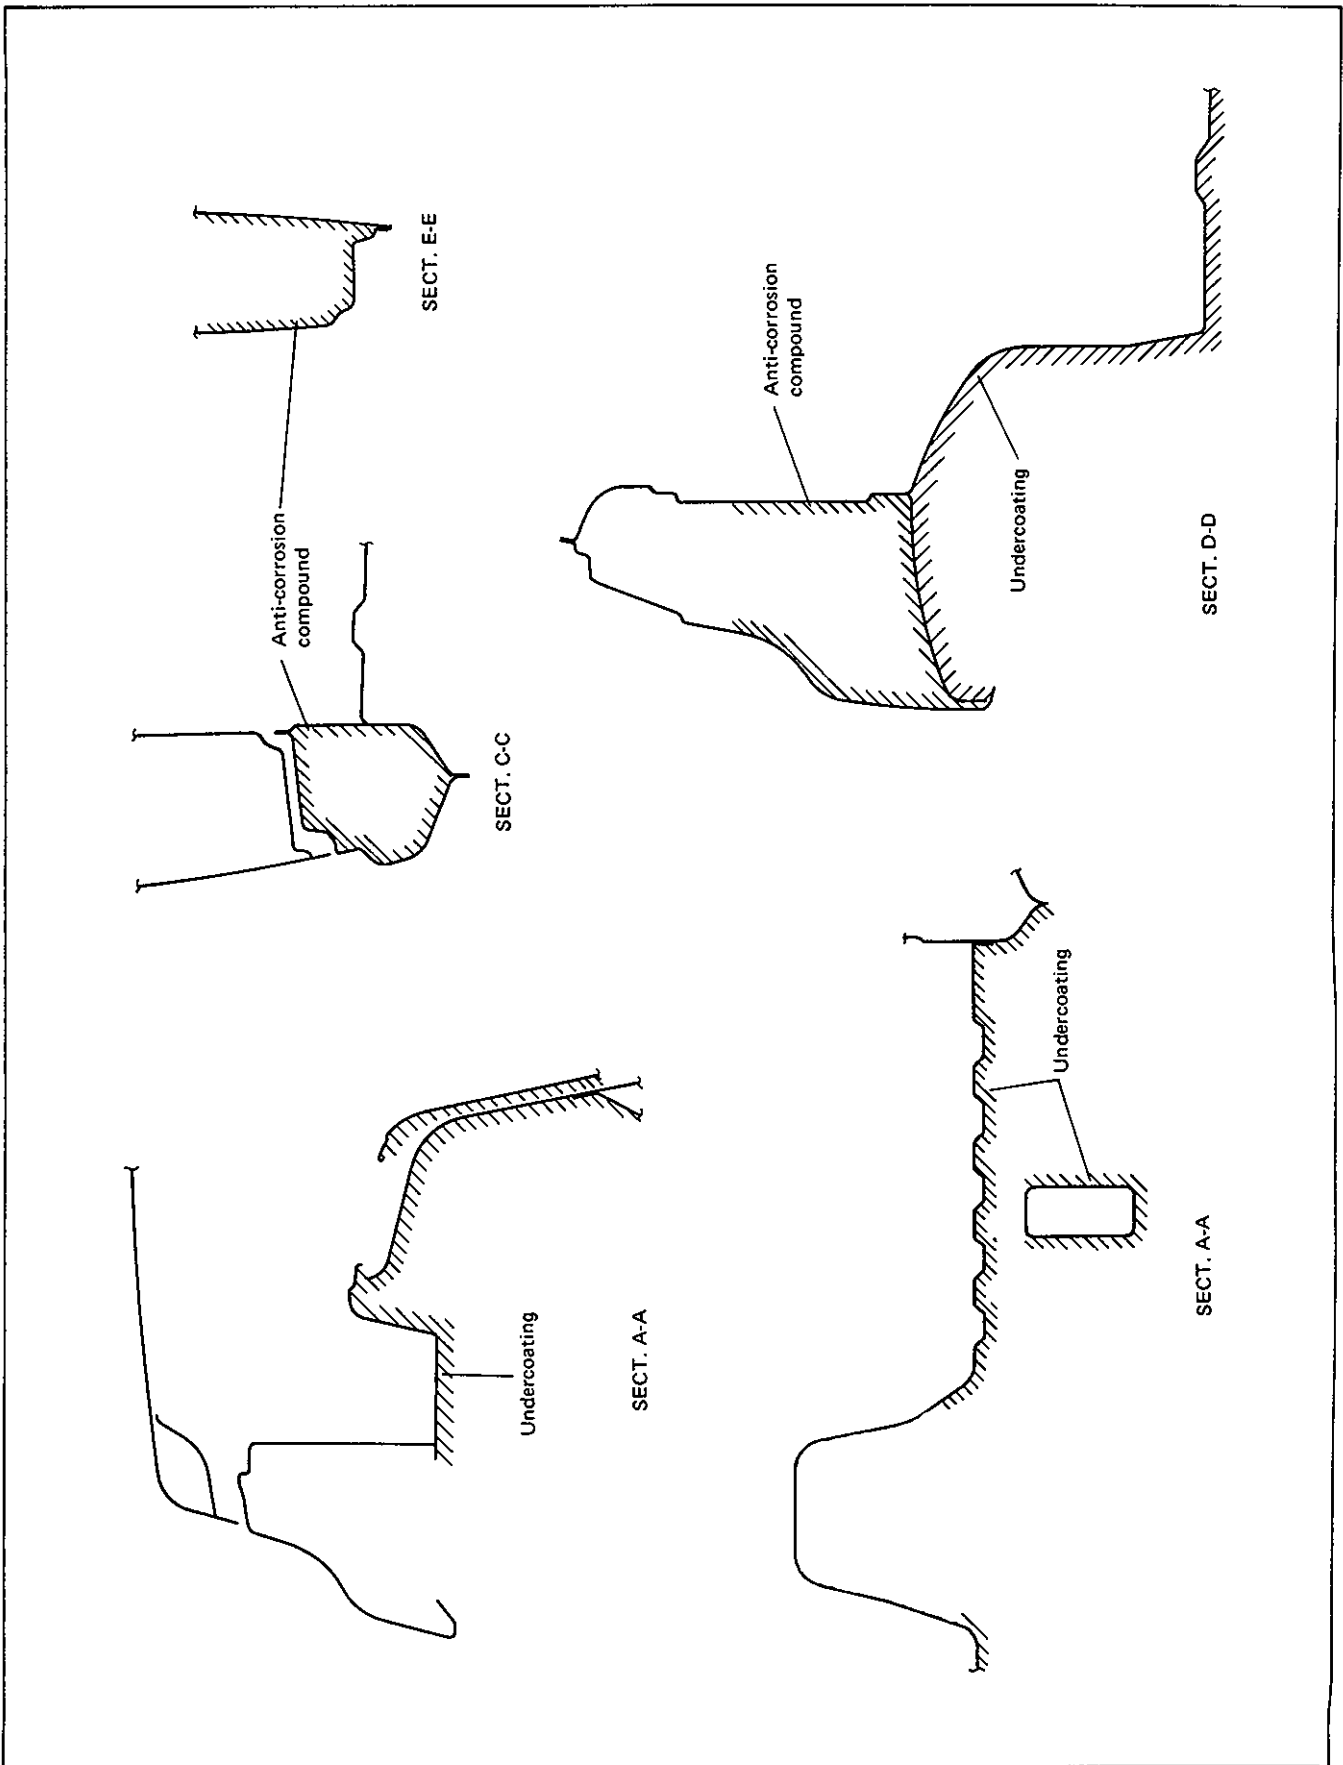 Undercoating
SECT. A-A
Anti-corrosion
compound
SECT. C-C
SECT. E-E
Undercoating
SECT. A-A
Anti-corrosion
compound
Undercoating
SECT. D-D